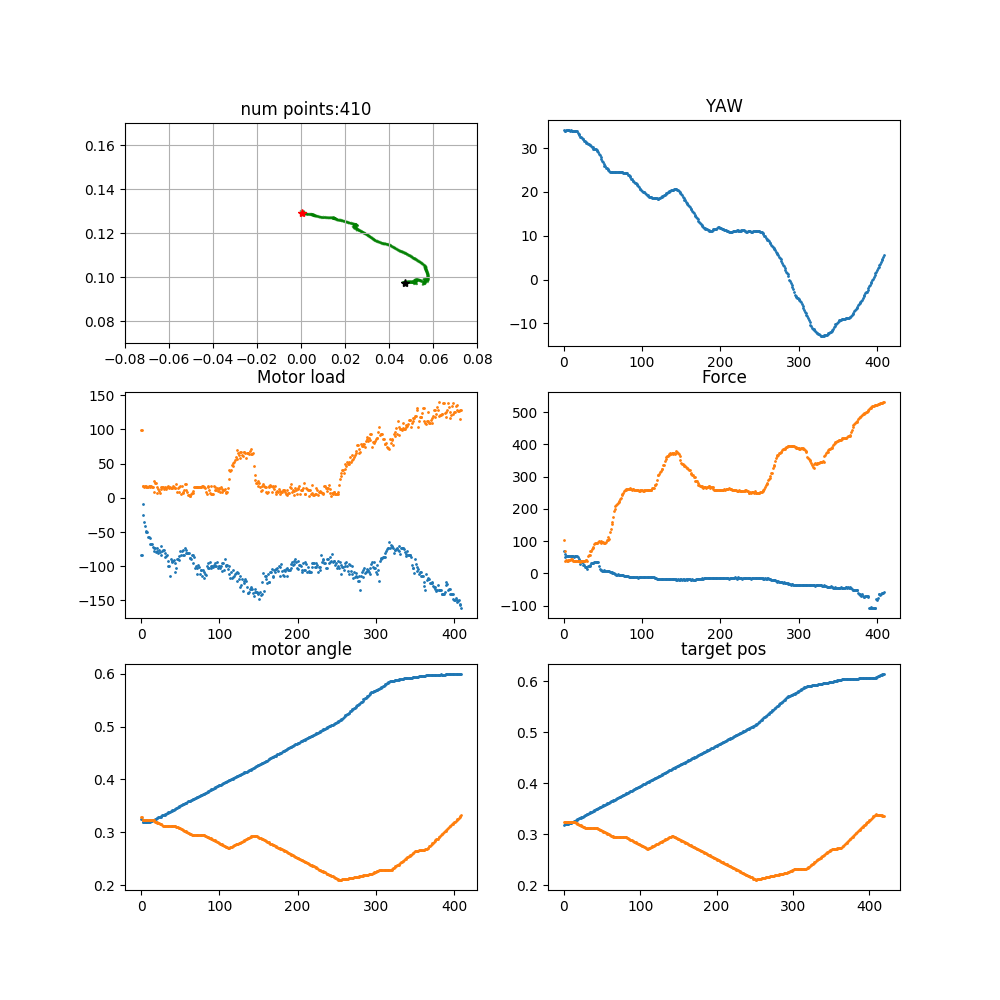 num points:410
0.16
0.14
0.12
0.10
0.08
−0.08 −0.06 −0.04 −0.02 0.00 0.02 0.04 0.06 0.08
YAW
30
20
10
0
−10
0 100 200 300 400
Motor load
150
100
50
0
−50
−100
−150
0 100 200 300 400
Force
500
400
300
200
100
0
−100
0 100 200 300 400
motor angle
0.6
0.5
0.4
0.3
0.2
0 100 200 300 400
target pos
0.6
0.5
0.4
0.3
0.2
0 100 200 300 400